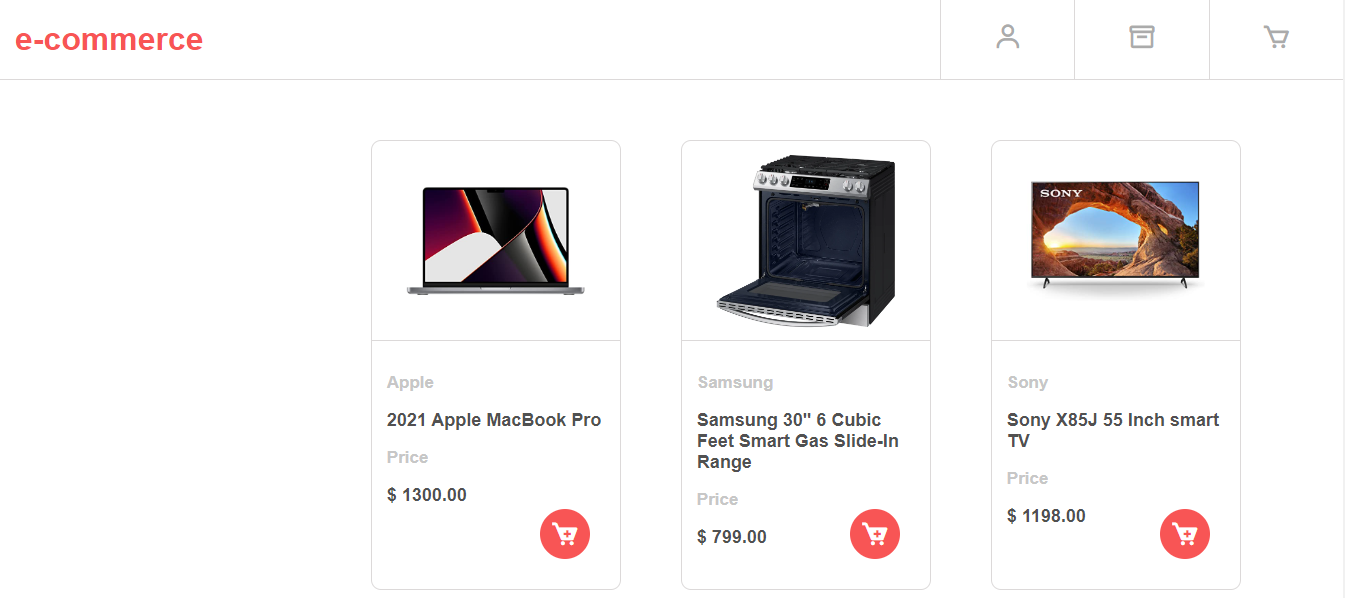 e-commerce
SONY
Apple
2021 Apple MacBook Pro
Price
$ 1300.00
Samsung
Samsung 30" 6 Cubic
Feet Smart Gas Slide-In
Range
Price
$ 799.00
Sony
Sony X85J 55 Inch smart
TV
Price
$ 1198.00